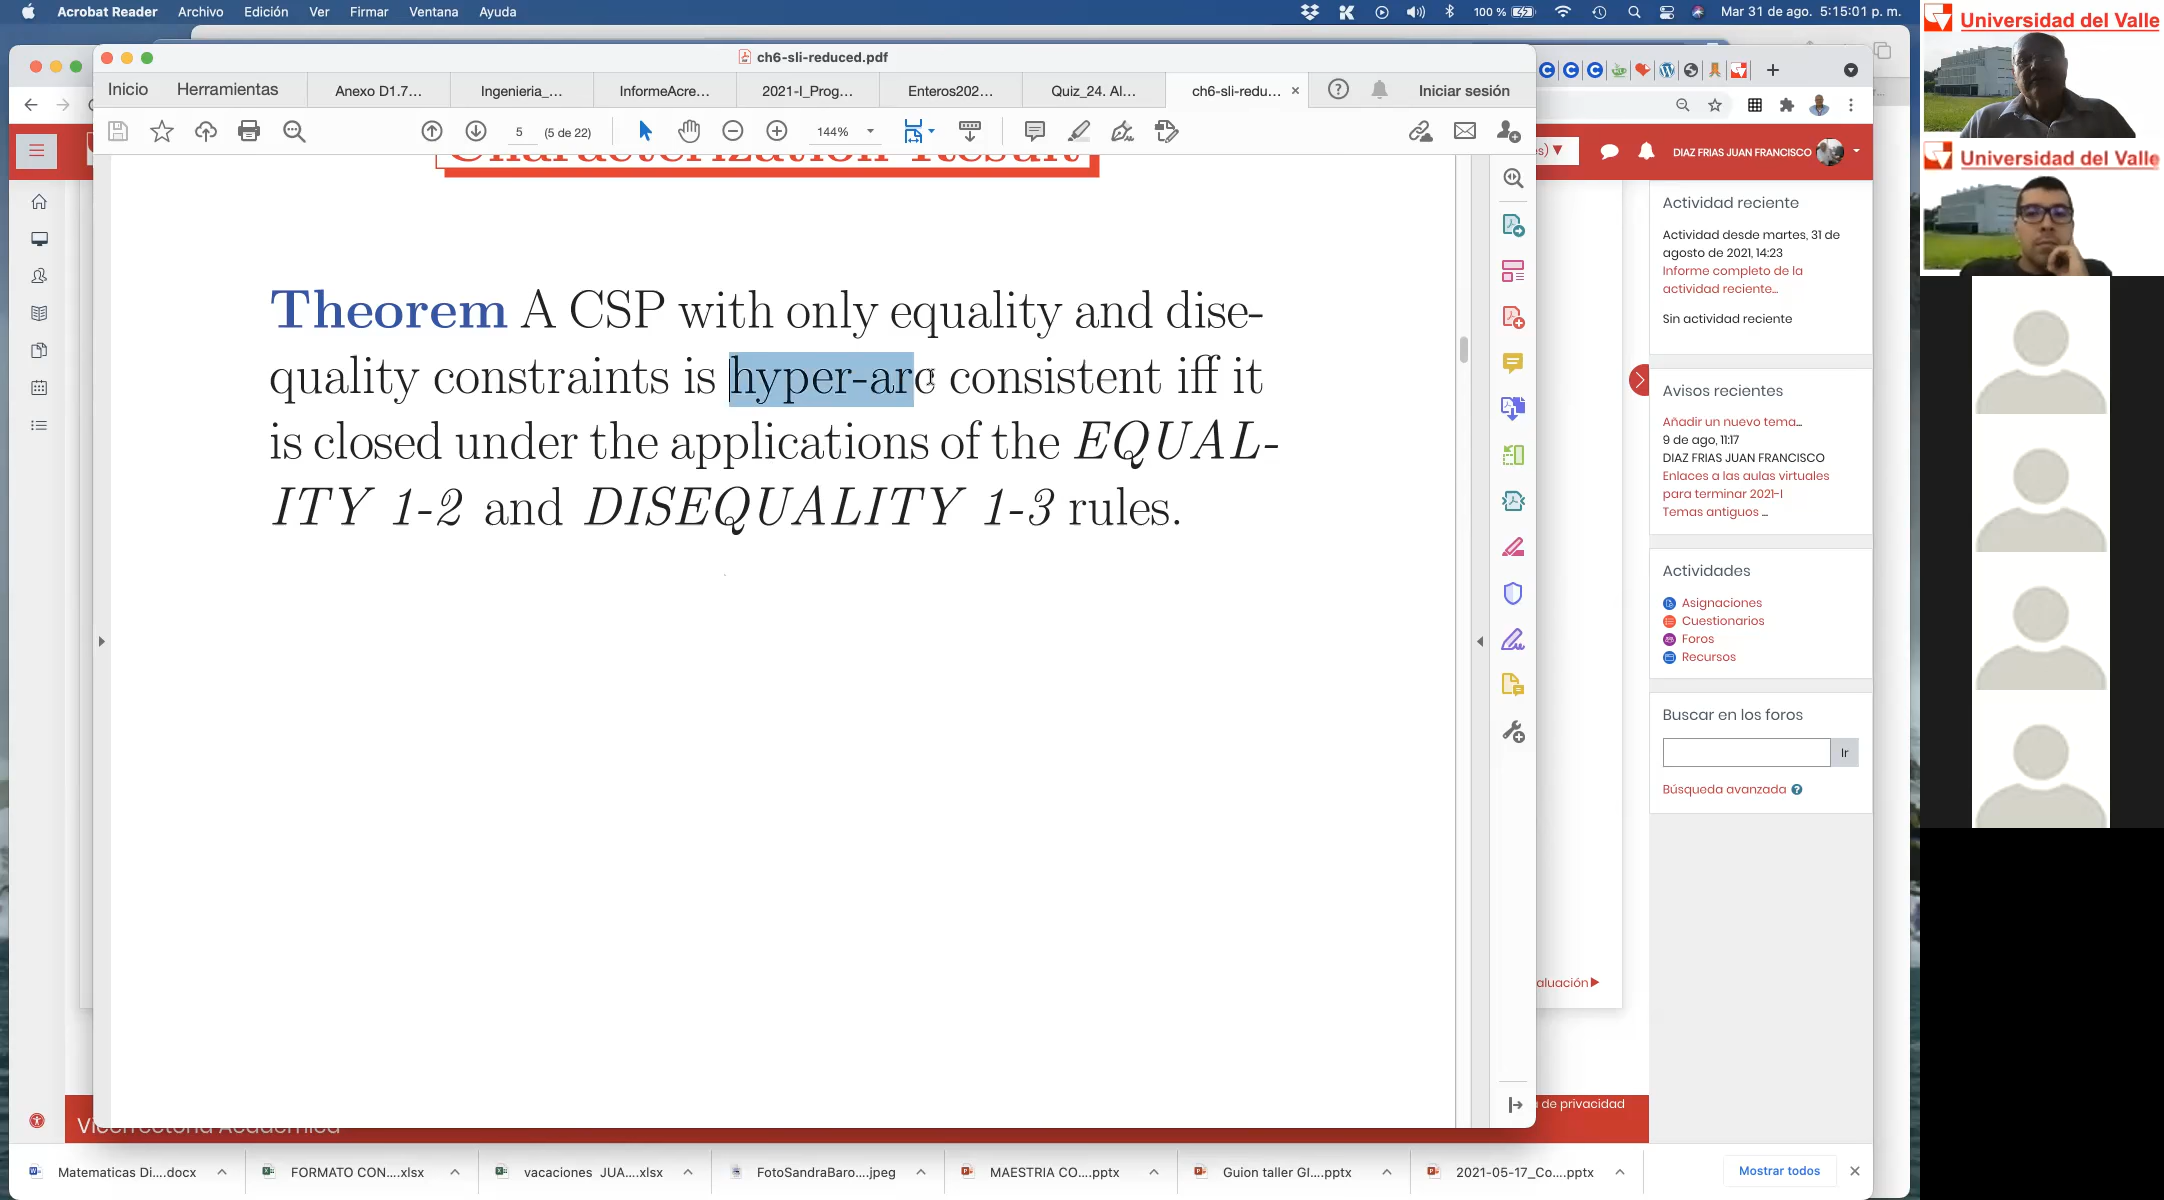 Acrobat Reader Archivo Edición Ver Firmar Ventana Ayuda 100 % Mar 31 de ago. 5:15:01 p. m.
ch6-sli-reduced.pdf
Inicio Herramientas Anexo D1.7... Ingenieria_... InformeAcre... 2021-I_Prog... Enteros202... Quiz_24. Al... ch6-sli-redu... × Iniciar sesión
5 (5 de 22) 144%
Characterization Result
Theorem A CSP with only equality and dise-
quality constraints is hyper-arc consistent iff it
is closed under the applications of the EQUAL-
ITY 1-2 and DISEQUALITY 1-3 rules.
DIAZ FRIAS JUAN FRANCISCO
Actividad reciente
Actividad desde martes, 31 de
agosto de 2021, 14:23
Informe completo de la
actividad reciente...
Sin actividad reciente
Avisos recientes
Añadir un nuevo tema...
9 de ago, 11:17
DIAZ FRIAS JUAN FRANCISCO
Enlaces a las aulas virtuales
para terminar 2021-I
Temas antiguos ...
Actividades
Asignaciones
Cuestionarios
Foros
Recursos
Buscar en los foros
Ir
Búsqueda avanzada
aluación
de privacidad
Vicerrectoría Académica
Matematicas Di....docx FORMATO CON....xlsx vacaciones JUA....xlsx FotoSandraBaro....jpeg MAESTRIA CO....pptx Guion taller GI....pptx 2021-05-17_Co....pptx Mostrar todos
Universidad del Valle
Universidad del Valle